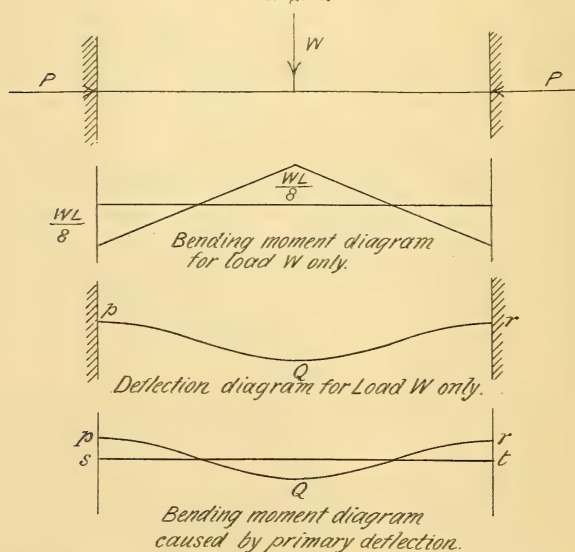 W
P
P
WL
8
WL
8
Bending moment diagram
for load W only.
p
r
Q
Deflection diagram for Load W only.
p
r
s
t
Q
Bending moment diagram
caused by primary deflection.